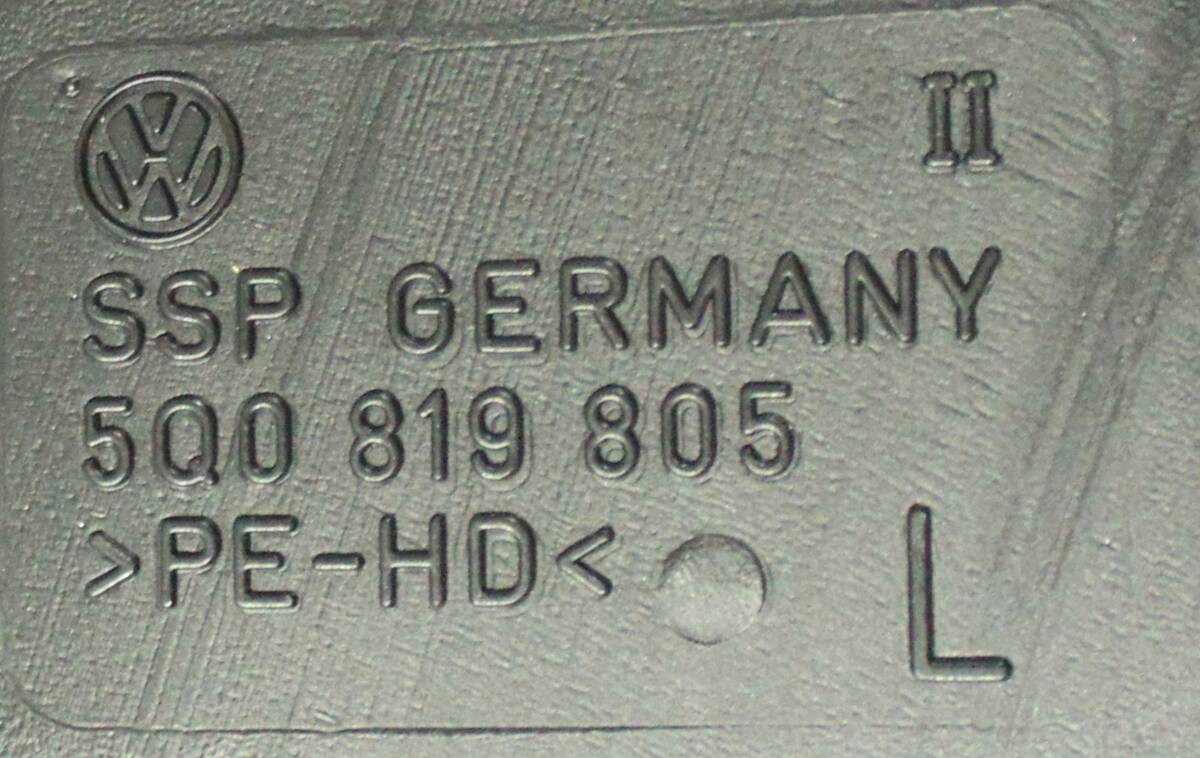 II
SSP GERMANY
5Q0 819 805
>PE-HD<
L